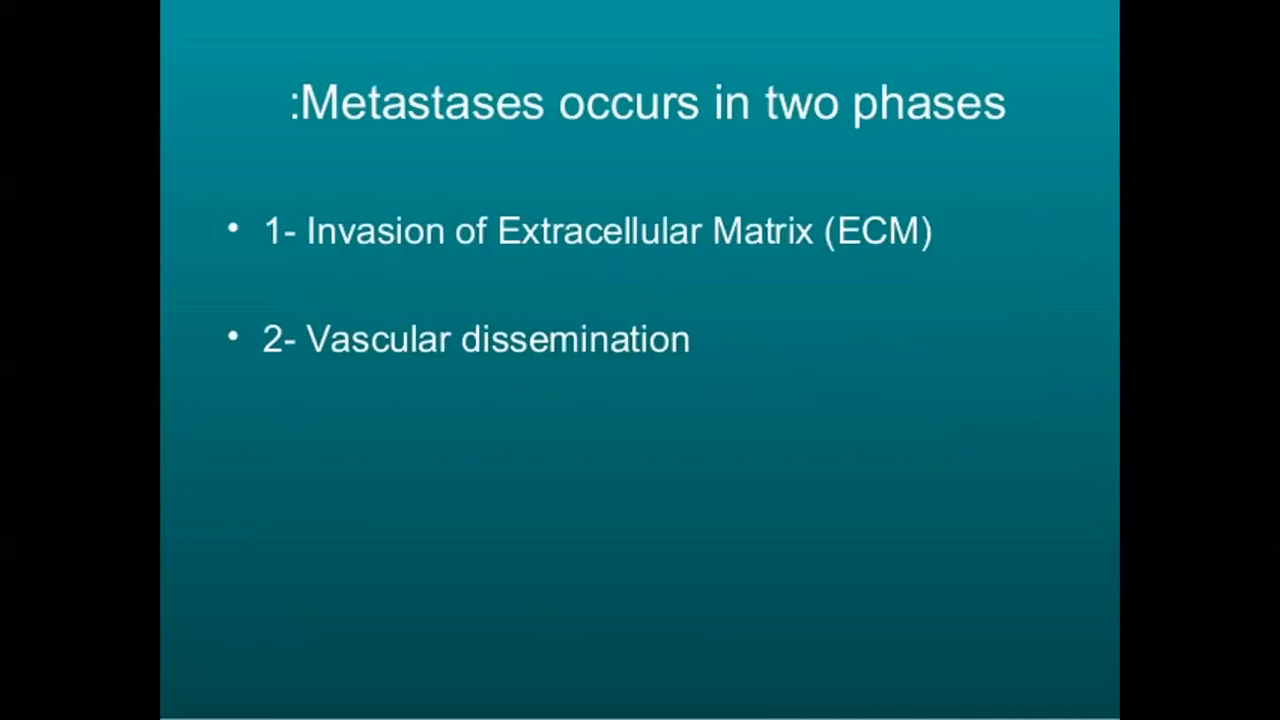 :Metastases occurs in two phases
• 1- Invasion of Extracellular Matrix (ECM)
• 2- Vascular dissemination